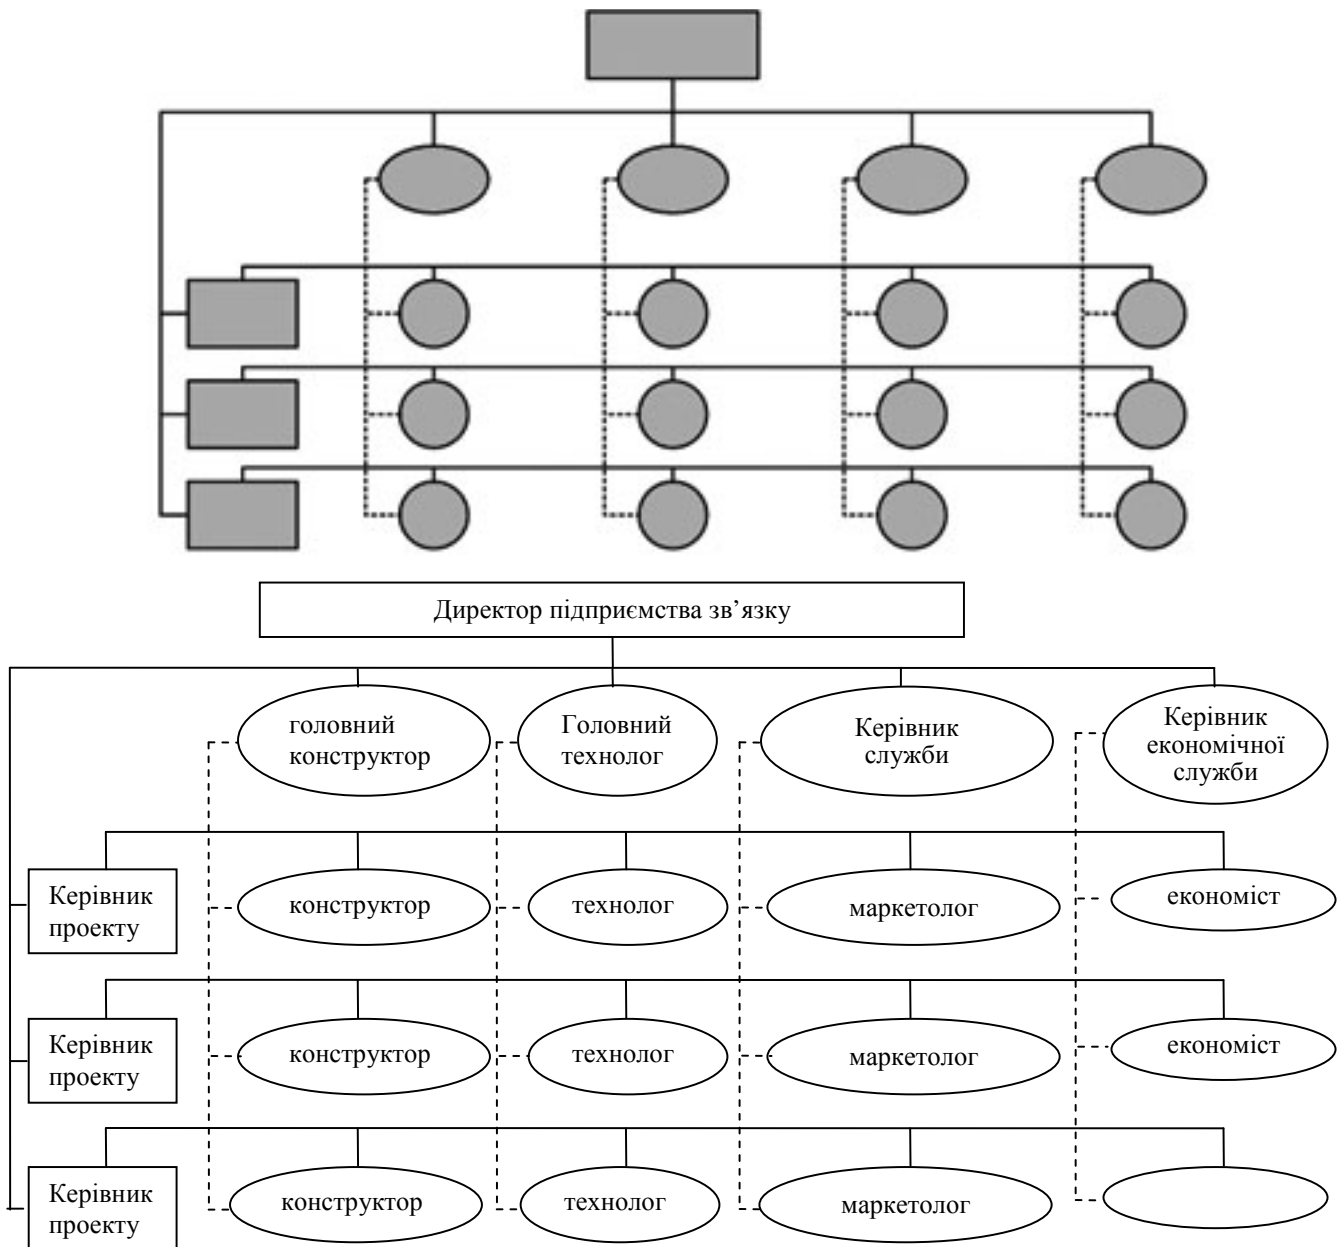 Директор підприємства зв’язку
головний
конструктор
Головний
технолог
Керівник
служби
Керівник
економічної
служби
Керівник
проекту
конструктор
технолог
маркетолог
економіст
Керівник
проекту
конструктор
технолог
маркетолог
економіст
Керівник
проекту
конструктор
технолог
маркетолог